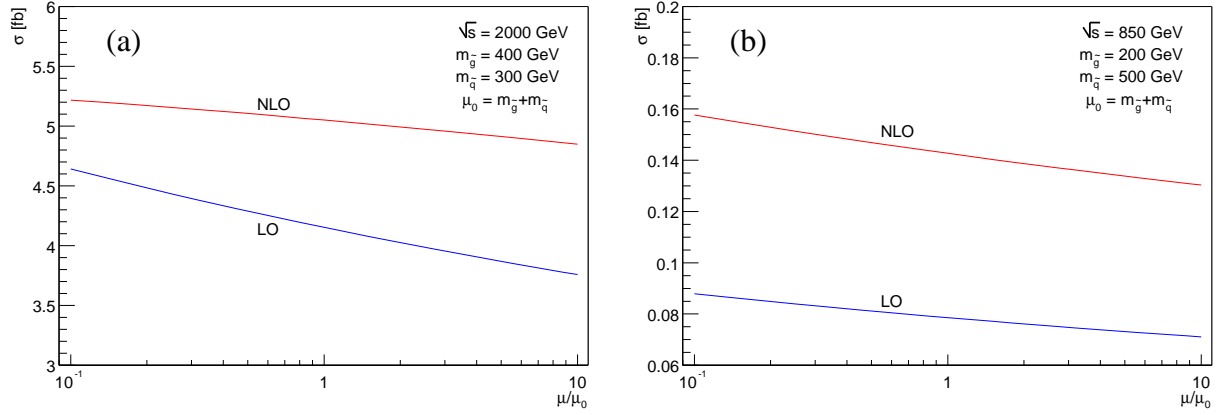 σ [fb]
(a)
√s = 2000 GeV
m_g̃ = 400 GeV
m_q̃ = 300 GeV
μ₀ = m_g̃+m_q̃
NLO
LO
6
5.5
5
4.5
4
3.5
3
10⁻¹
1
10
μ/μ₀
σ [fb]
(b)
√s = 850 GeV
m_g̃ = 200 GeV
m_q̃ = 500 GeV
μ₀ = m_g̃+m_q̃
NLO
LO
0.2
0.18
0.16
0.14
0.12
0.1
0.08
0.06
10⁻¹
1
10
μ/μ₀